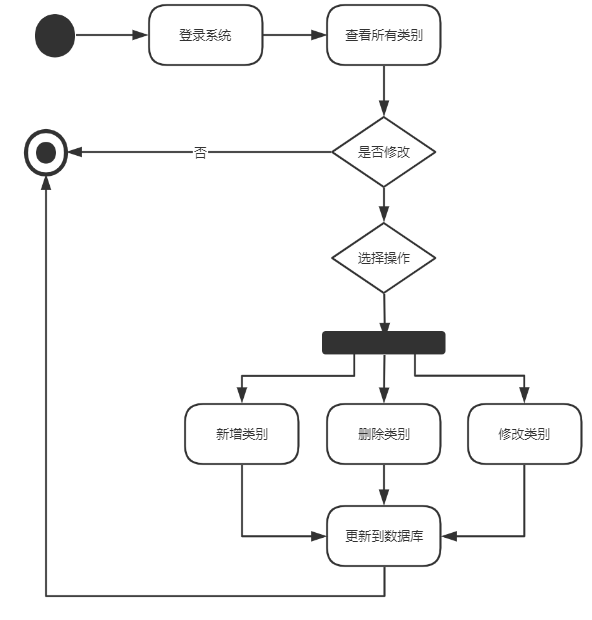 登录系统
查看所有类别
是否修改
否
选择操作
新增类别
删除类别
修改类别
更新到数据库